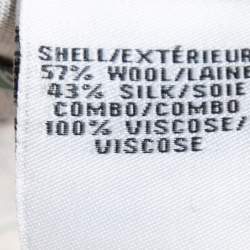 SHELL/EXTÉRIEUR
57% WOOL/LAINE
43% SILK/SOIE
COMBO/COMBO
100% VISCOSE/
VISCOSE